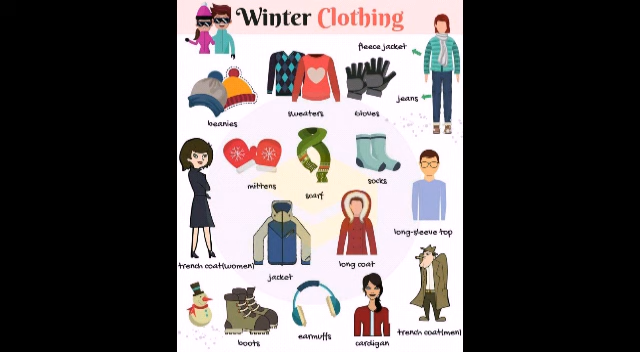 Winter Clothing
fleece jacket
jeans
beanies
sweaters
Gloves
mittens
scarf
socks
long-sleeve top
trench coat(women)
jacket
long coat
boots
earmuffs
cardigan
trench coat(men)